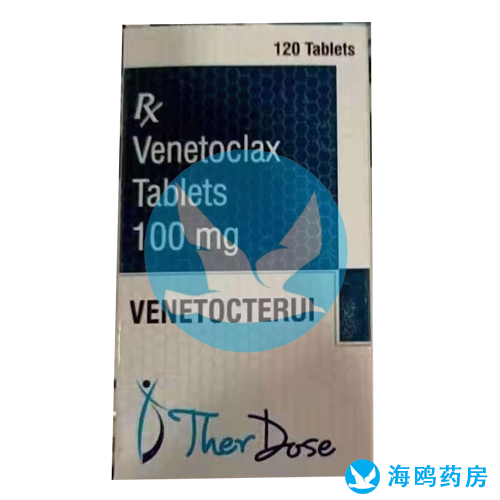 120 Tablets
Rx
Venetoclax
Tablets
100 mg
VENETOCTERUI
TherDose
海鸥药房